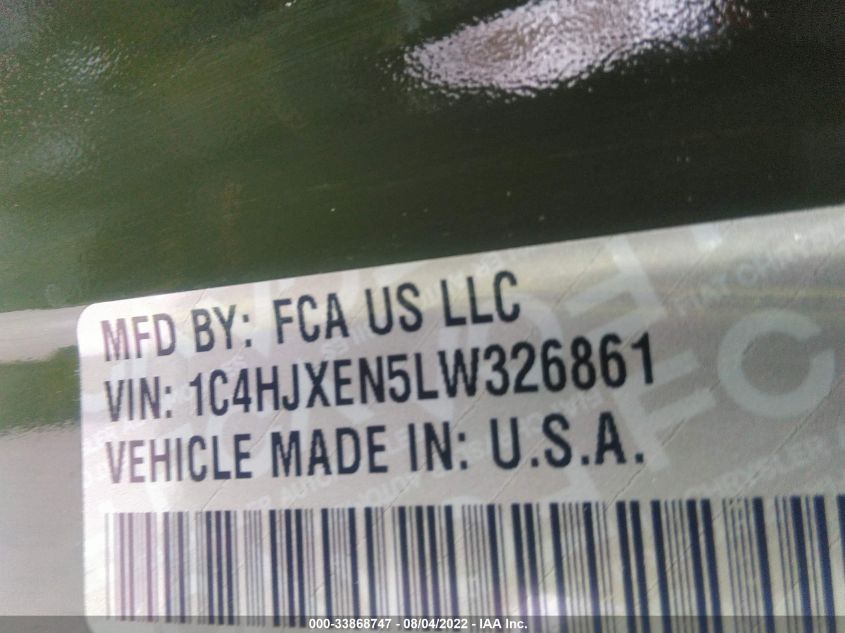 MFD BY: FCA US LLC
VIN: 1C4HJXEN5LW326861
VEHICLE MADE IN: U.S.A.
000-33868747 - 08/04/2022 - IAA Inc.